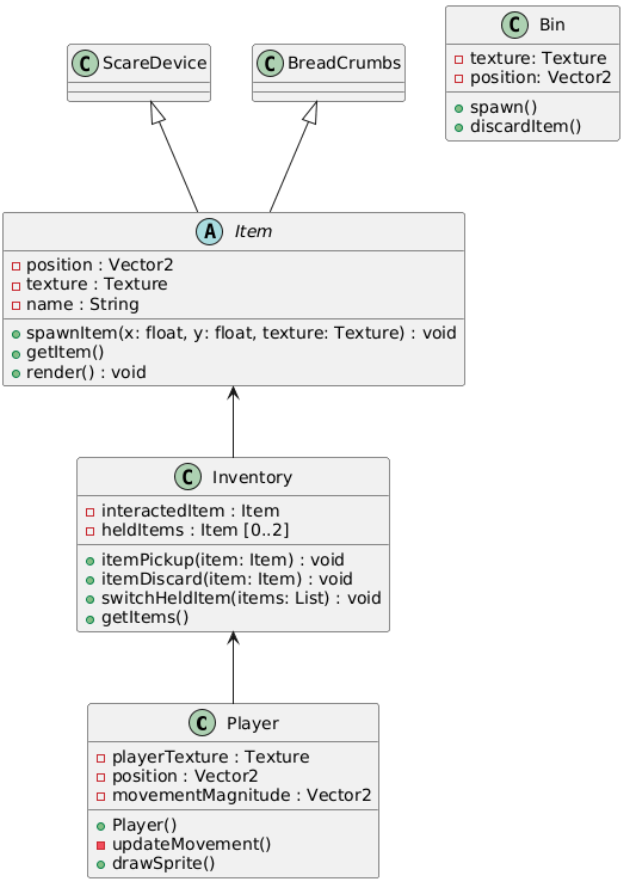 C ScareDevice
C BreadCrumbs
C Bin
texture: Texture
position: Vector2
spawn()
discardItem()
A Item
position : Vector2
texture : Texture
name : String
spawnItem(x: float, y: float, texture: Texture) : void
getItem()
render() : void
C Inventory
interactedItem : Item
heldItems : Item [0..2]
itemPickup(item: Item) : void
itemDiscard(item: Item) : void
switchHeldItem(items: List) : void
getItems()
C Player
playerTexture : Texture
position : Vector2
movementMagnitude : Vector2
Player()
updateMovement()
drawSprite()